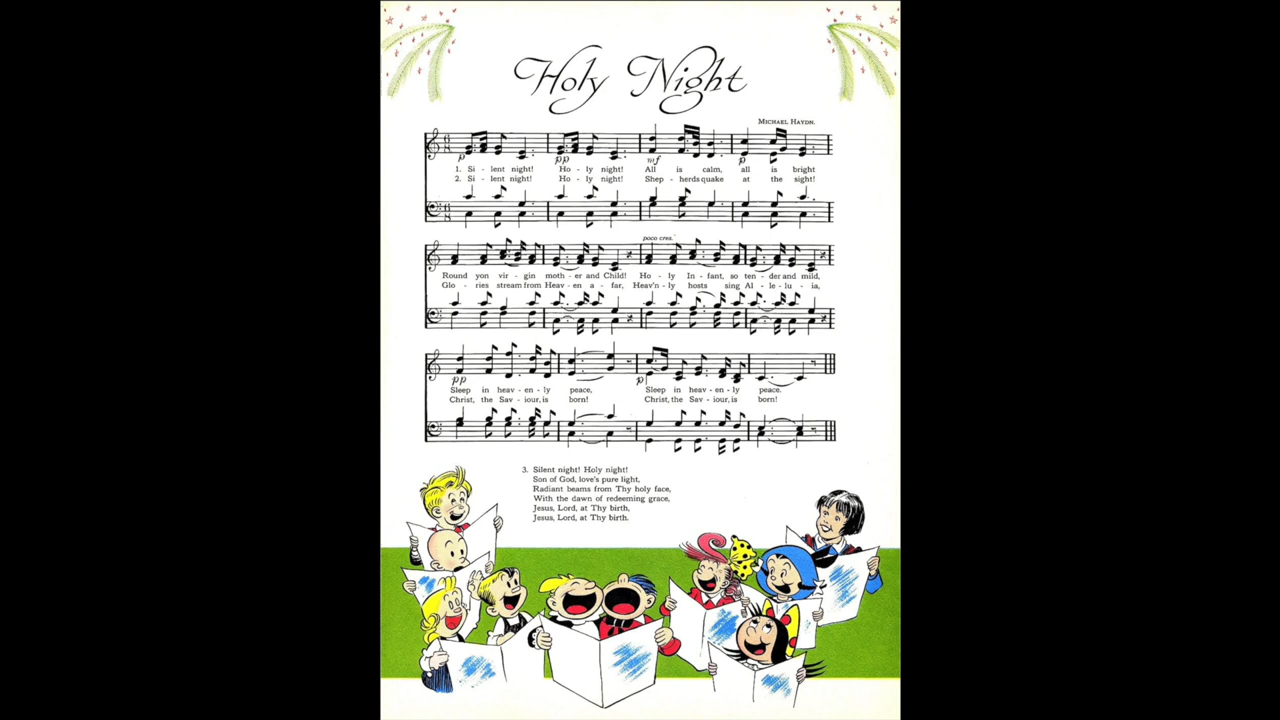 Holy Night
MICHAEL HAYDN.
p pp mf p
1. Si - lent night! Ho - ly night! All is calm, all is bright
2. Si - lent night! Ho - ly night! Shep - herds quake at the sight!
poco cres.
Round yon vir - gin moth - er and Child! Ho - ly In - fant, so ten - der and mild,
Glo - ries stream from Heav - en a - far, Heav'n - ly hosts sing Al - le - lu - ia,
pp p
Sleep in heav - en - ly peace, Sleep in heav - en - ly peace.
Christ, the Sav - iour, is born! Christ, the Sav - iour, is born!
3. Silent night! Holy night!
Son of God, love's pure light,
Radiant beams from Thy holy face,
With the dawn of redeeming grace,
Jesus, Lord, at Thy birth,
Jesus, Lord, at Thy birth.